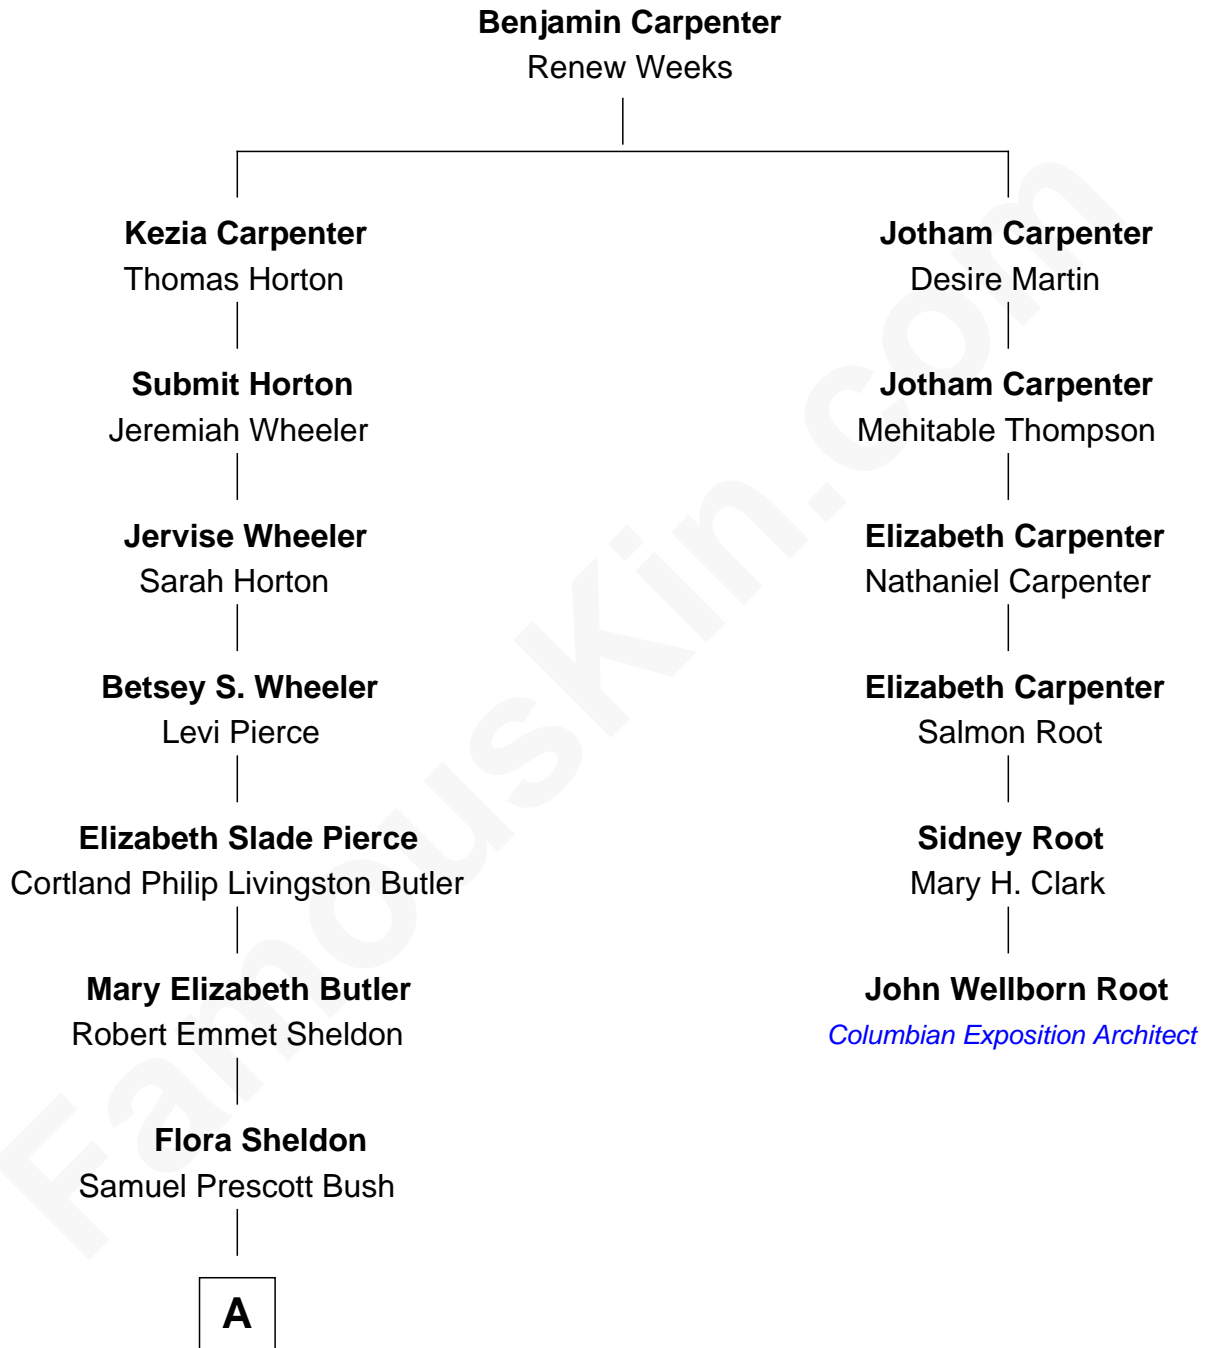 Benjamin Carpenter
Renew Weeks
Kezia Carpenter
Thomas Horton
Jotham Carpenter
Desire Martin
Submit Horton
Jeremiah Wheeler
Jotham Carpenter
Mehitable Thompson
Jervise Wheeler
Sarah Horton
Elizabeth Carpenter
Nathaniel Carpenter
Betsey S. Wheeler
Levi Pierce
Elizabeth Carpenter
Salmon Root
Elizabeth Slade Pierce
Cortland Philip Livingston Butler
Sidney Root
Mary H. Clark
Mary Elizabeth Butler
Robert Emmet Sheldon
John Wellborn Root
Columbian Exposition Architect
Flora Sheldon
Samuel Prescott Bush
A
FamousKin.com